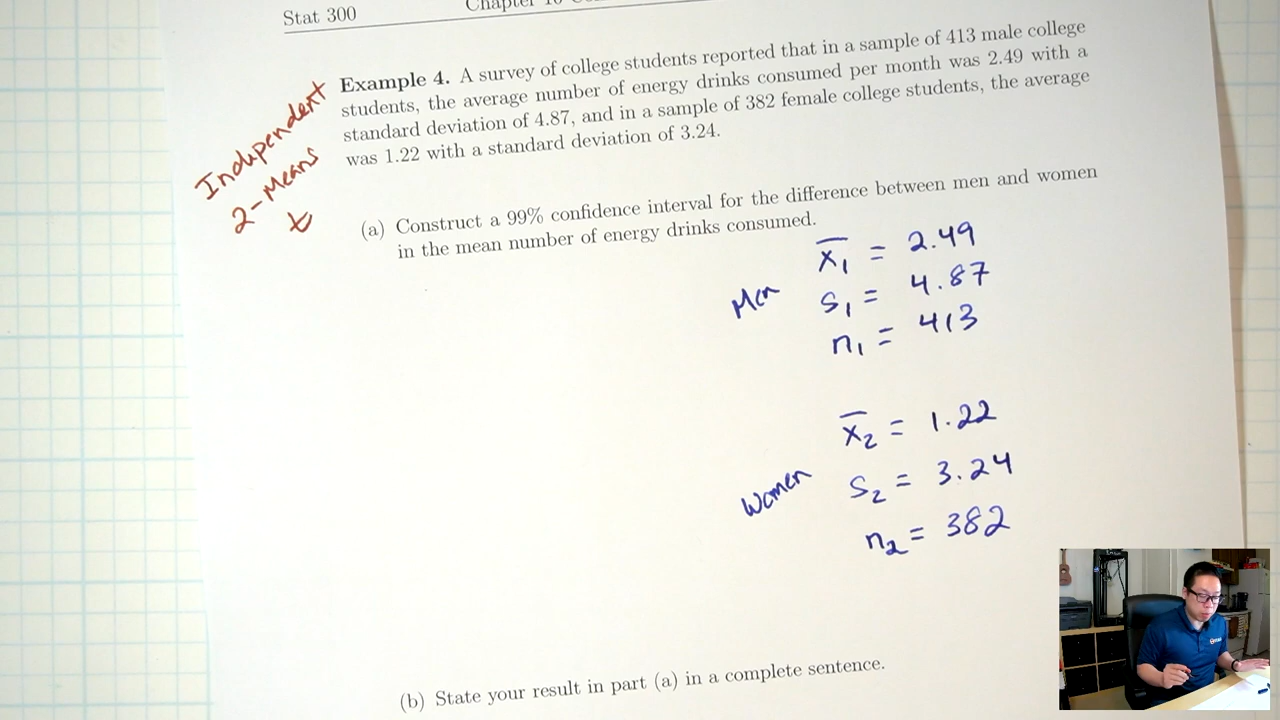 Stat 300
Chapter 10
Example 4. A survey of college students reported that in a sample of 413 male college
students, the average number of energy drinks consumed per month was 2.49 with a
standard deviation of 4.87, and in a sample of 382 female college students, the average
was 1.22 with a standard deviation of 3.24.
Independent
2-Means
t
(a) Construct a 99% confidence interval for the difference between men and women
in the mean number of energy drinks consumed.
Men
x̄₁ = 2.49
s₁ = 4.87
n₁ = 413
Women
x̄₂ = 1.22
s₂ = 3.24
n₂ = 382
(b) State your result in part (a) in a complete sentence.